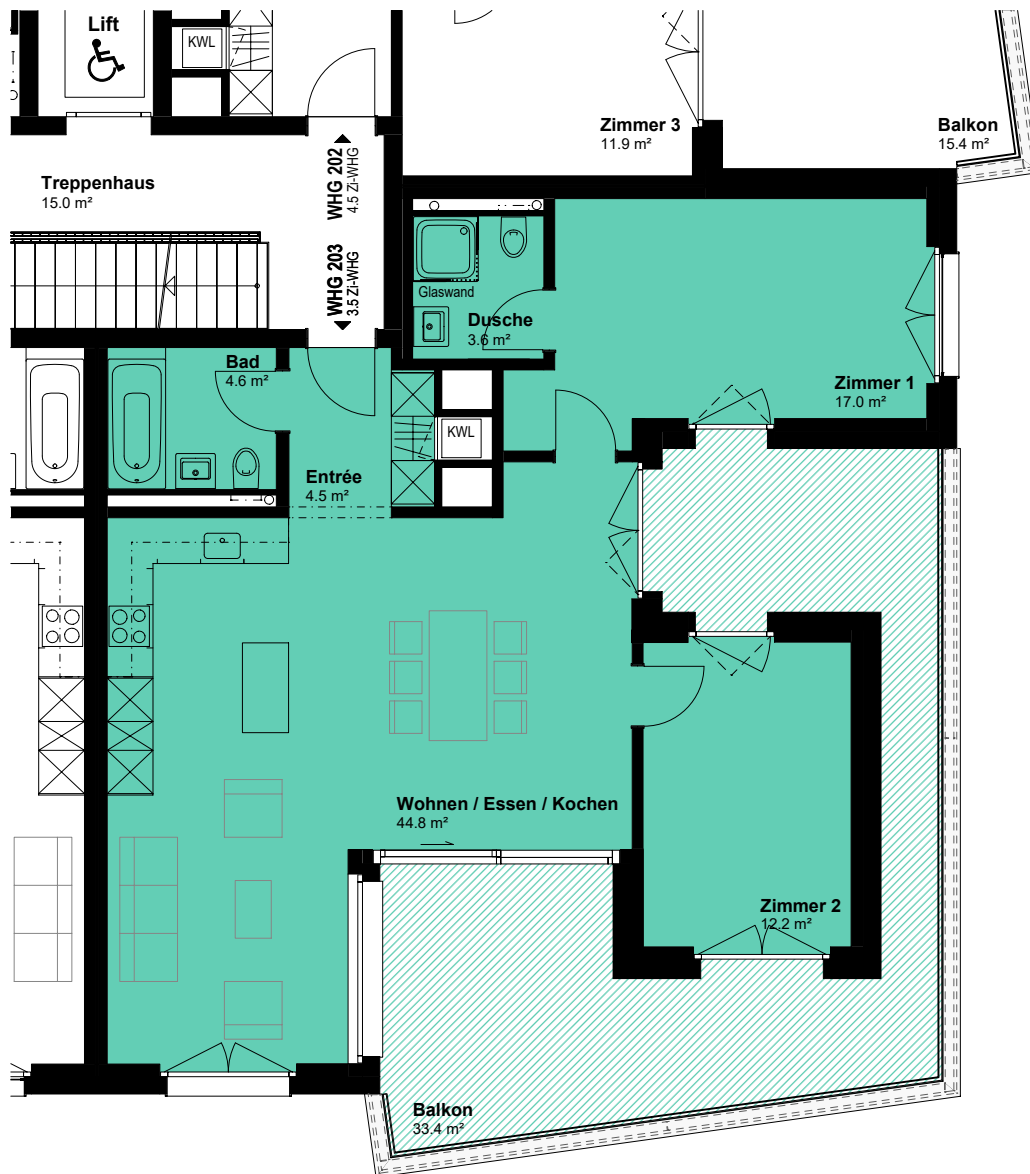 Lift
KWL
Zimmer 3
11.9 m²
Balkon
15.4 m²
Treppenhaus
15.0 m²
WHG 202
4.5 ZI-WHG
WHG 203
3.5 ZI-WHG
Glaswand
Dusche
3.6 m²
Bad
4.6 m²
Zimmer 1
17.0 m²
KWL
Entrée
4.5 m²
Wohnen / Essen / Kochen
44.8 m²
Zimmer 2
12.2 m²
Balkon
33.4 m²